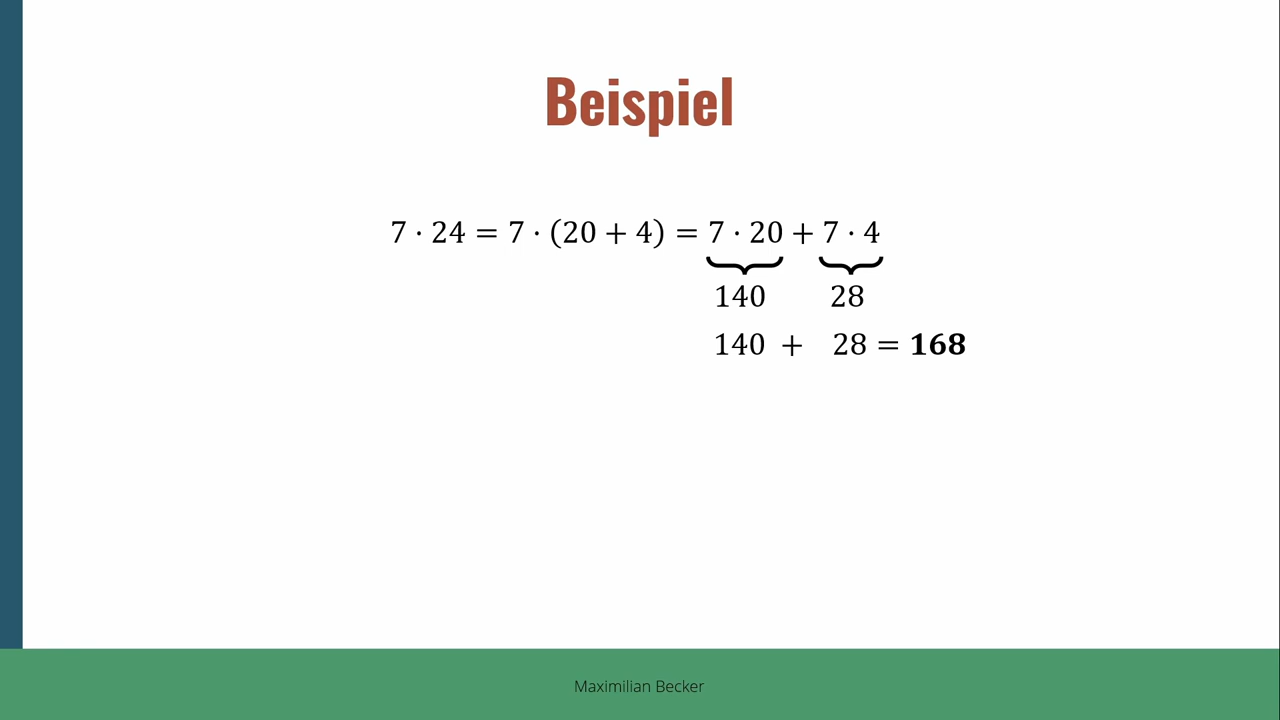 Beispiel
7 · 24 = 7 · (20 + 4) = 7 · 20 + 7 · 4
140 28
140 + 28 = 168
Maximilian Becker